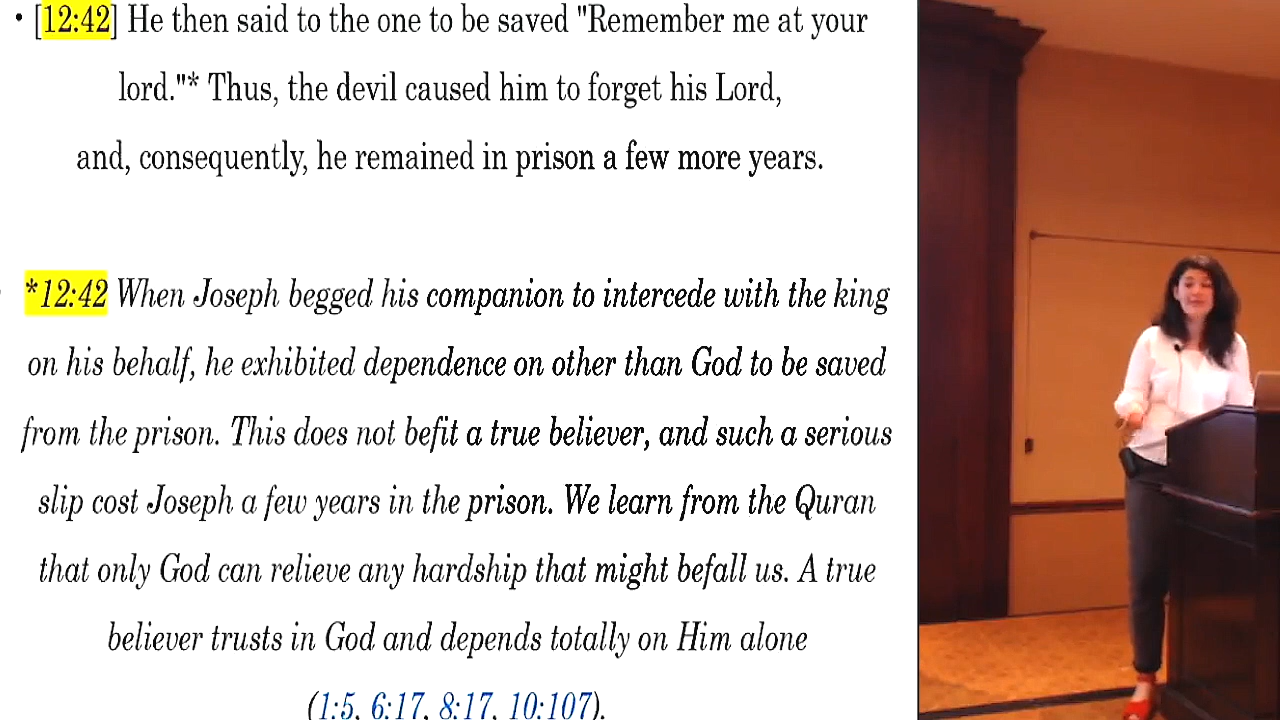 • [12:42] He then said to the one to be saved "Remember me at your
lord."* Thus, the devil caused him to forget his Lord,
and, consequently, he remained in prison a few more years.
*12:42 When Joseph begged his companion to intercede with the king
on his behalf, he exhibited dependence on other than God to be saved
from the prison. This does not befit a true believer, and such a serious
slip cost Joseph a few years in the prison. We learn from the Quran
that only God can relieve any hardship that might befall us. A true
believer trusts in God and depends totally on Him alone
(1:5, 6:17, 8:17, 10:107).